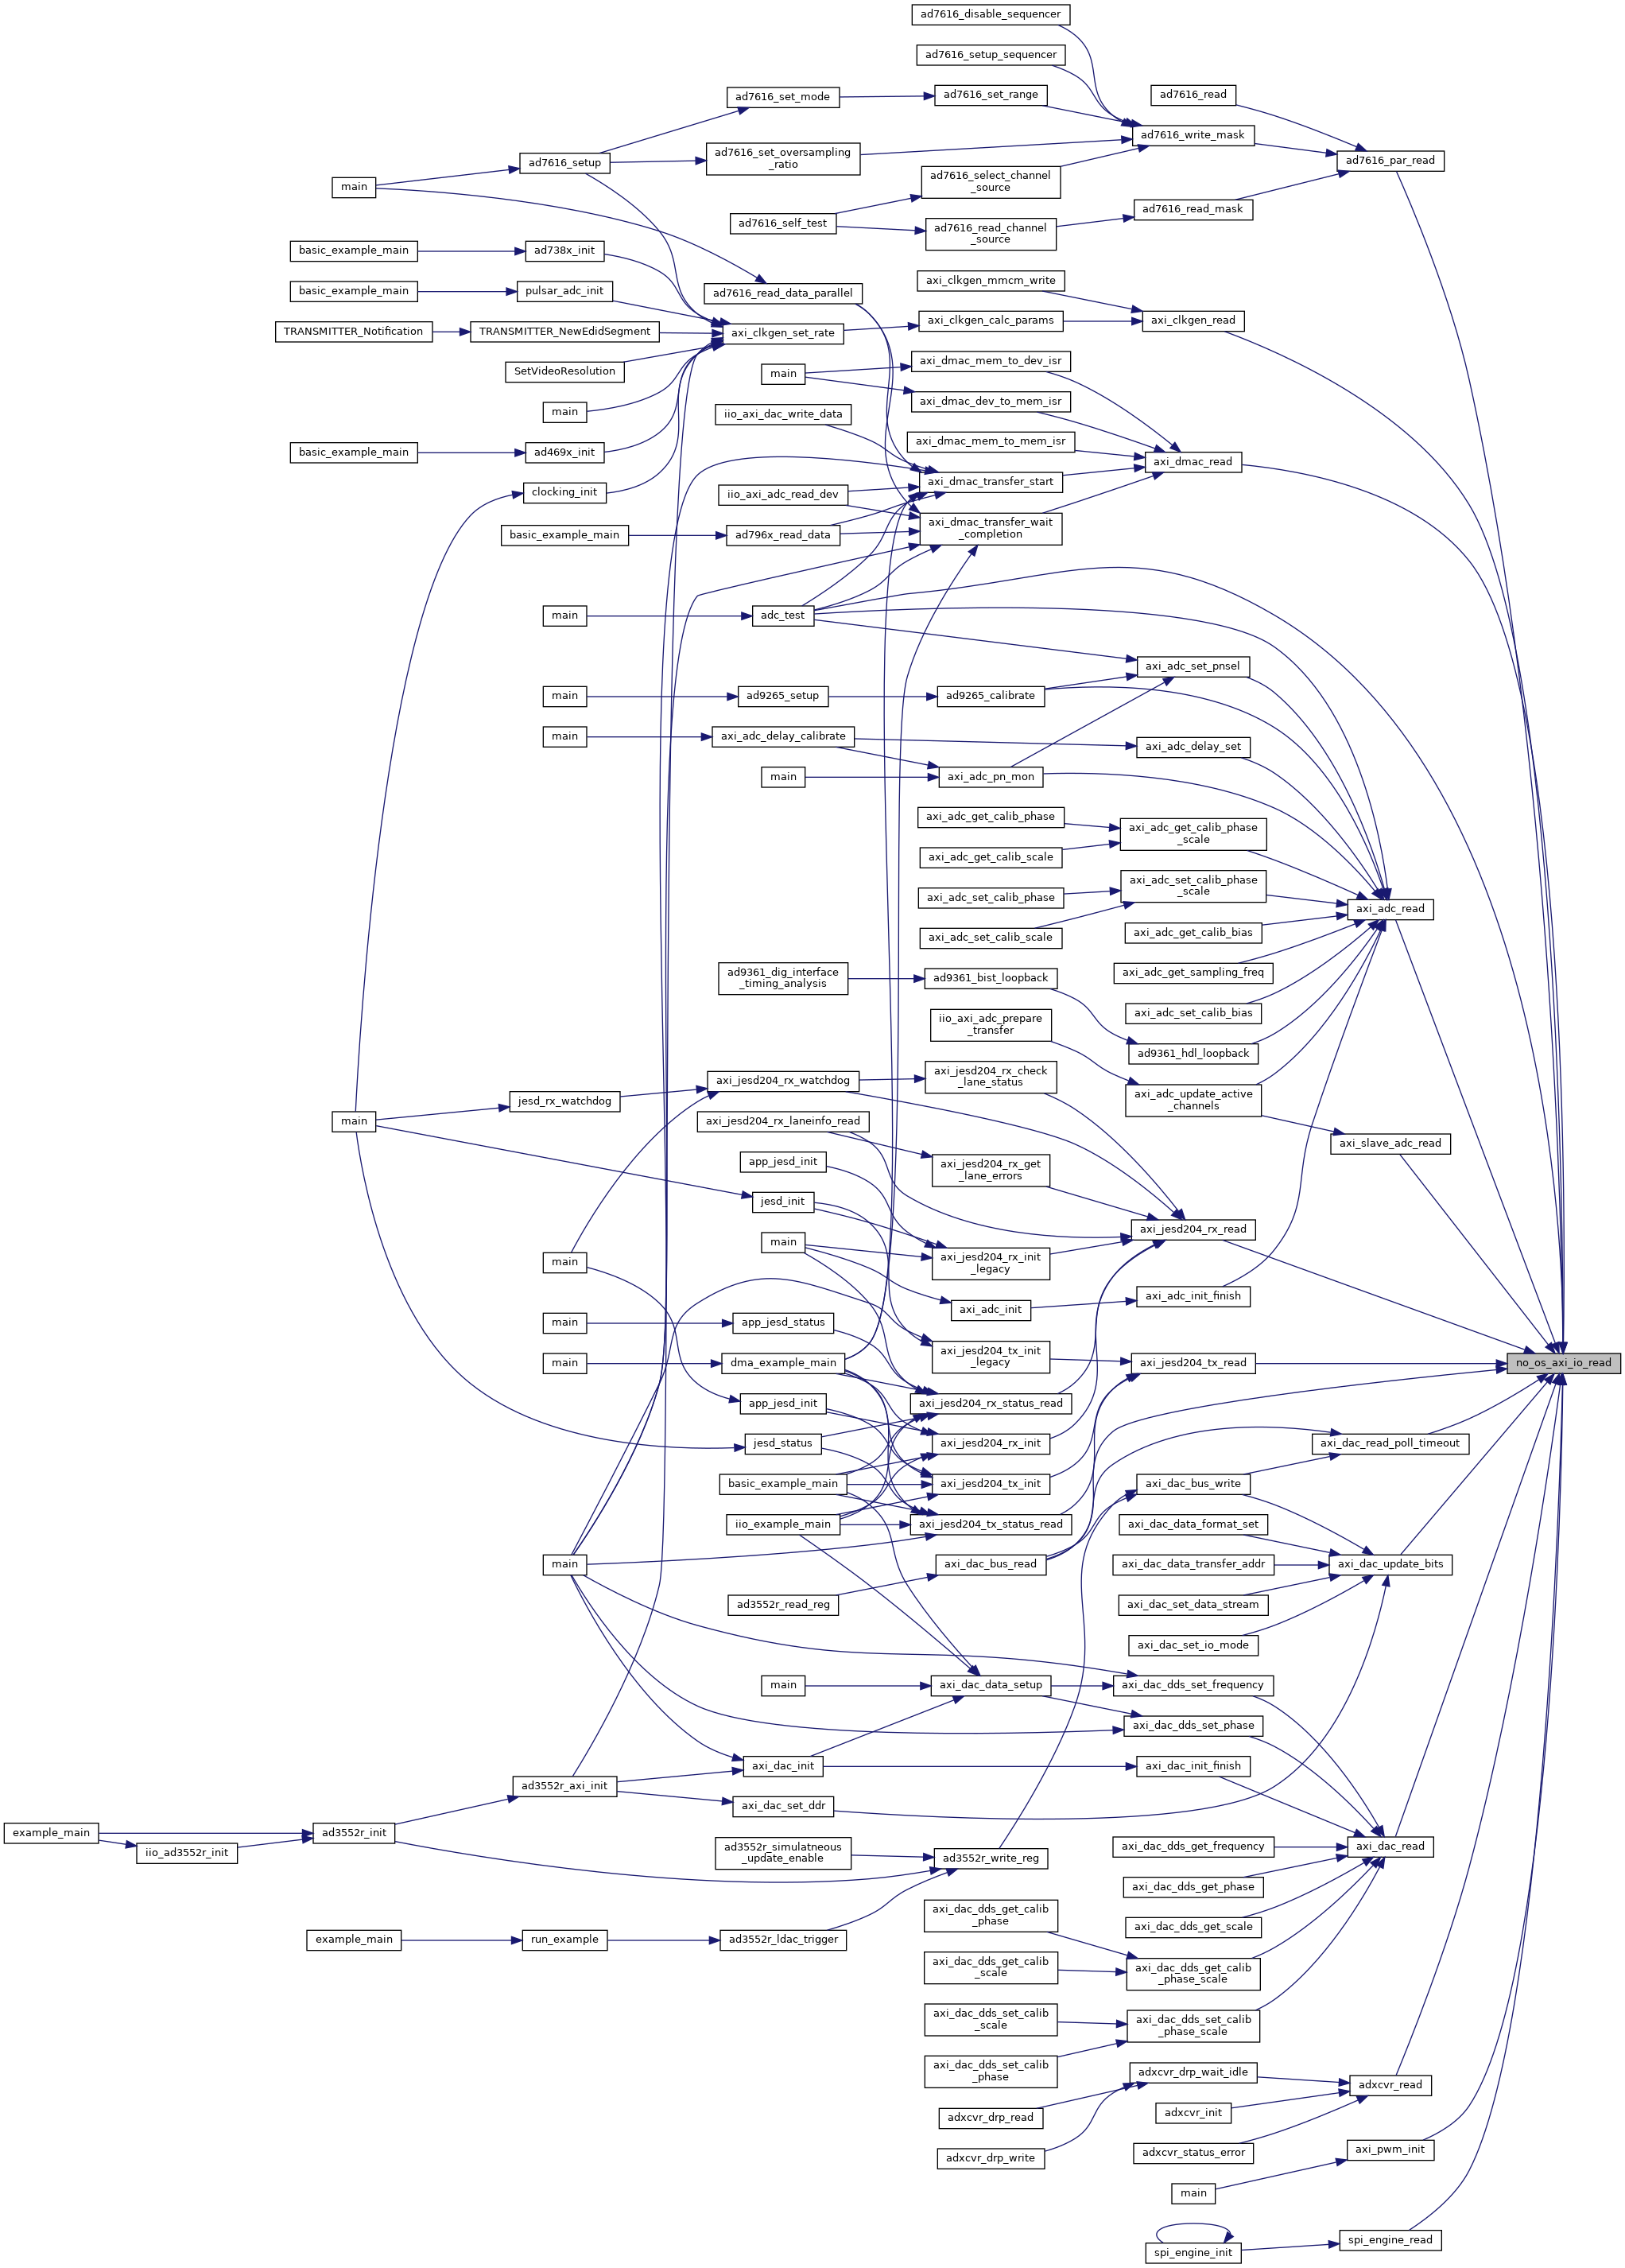 ad7616_disable_sequencer
ad7616_setup_sequencer
ad7616_set_mode
ad7616_set_range
ad7616_read
ad7616_write_mask
ad7616_set_oversampling
_ratio
ad7616_par_read
ad7616_setup
main
ad7616_select_channel
_source
ad7616_read_mask
ad7616_self_test
ad7616_read_channel
_source
basic_example_main
ad738x_init
axi_clkgen_mmcm_write
basic_example_main
pulsar_adc_init
ad7616_read_data_parallel
TRANSMITTER_Notification
TRANSMITTER_NewEdidSegment
axi_clkgen_set_rate
axi_clkgen_calc_params
axi_clkgen_read
SetVideoResolution
main
axi_dmac_mem_to_dev_isr
main
iio_axi_dac_write_data
axi_dmac_dev_to_mem_isr
basic_example_main
ad469x_init
axi_dmac_mem_to_mem_isr
axi_dmac_read
clocking_init
iio_axi_adc_read_dev
axi_dmac_transfer_start
basic_example_main
ad796x_read_data
axi_dmac_transfer_wait
_completion
main
adc_test
axi_adc_set_pnsel
main
ad9265_setup
ad9265_calibrate
main
axi_adc_delay_calibrate
axi_adc_delay_set
main
axi_adc_pn_mon
axi_adc_get_calib_phase
axi_adc_get_calib_phase
_scale
axi_adc_get_calib_scale
axi_adc_set_calib_phase
axi_adc_set_calib_phase
_scale
axi_adc_read
axi_adc_set_calib_scale
axi_adc_get_calib_bias
ad9361_dig_interface
_timing_analysis
ad9361_bist_loopback
axi_adc_get_sampling_freq
iio_axi_adc_prepare
_transfer
axi_adc_set_calib_bias
ad9361_hdl_loopback
axi_jesd204_rx_watchdog
axi_jesd204_rx_check
_lane_status
jesd_rx_watchdog
axi_adc_update_active
_channels
main
axi_jesd204_rx_laneinfo_read
axi_slave_adc_read
app_jesd_init
axi_jesd204_rx_get
_lane_errors
jesd_init
axi_jesd204_rx_read
main
main
axi_jesd204_rx_init
_legacy
axi_adc_init
axi_adc_init_finish
main
app_jesd_status
axi_jesd204_tx_init
_legacy
main
dma_example_main
axi_jesd204_tx_read
no_os_axi_io_read
app_jesd_init
axi_jesd204_rx_status_read
jesd_status
axi_jesd204_rx_init
axi_dac_read_poll_timeout
basic_example_main
axi_jesd204_tx_init
axi_dac_bus_write
iio_example_main
axi_jesd204_tx_status_read
axi_dac_data_format_set
main
axi_dac_bus_read
axi_dac_data_transfer_addr
axi_dac_update_bits
ad3552r_read_reg
axi_dac_set_data_stream
axi_dac_set_io_mode
main
axi_dac_data_setup
axi_dac_dds_set_frequency
axi_dac_dds_set_phase
axi_dac_init
axi_dac_init_finish
ad3552r_axi_init
axi_dac_set_ddr
example_main
ad3552r_init
iio_ad3552r_init
ad3552r_simulatneous
_update_enable
ad3552r_write_reg
axi_dac_dds_get_frequency
axi_dac_read
axi_dac_dds_get_phase
axi_dac_dds_get_calib
_phase
axi_dac_dds_get_scale
example_main
run_example
ad3552r_ldac_trigger
axi_dac_dds_get_calib
_scale
axi_dac_dds_get_calib
_phase_scale
axi_dac_dds_set_calib
_scale
axi_dac_dds_set_calib
_phase_scale
axi_dac_dds_set_calib
_phase
adxcvr_drp_wait_idle
adxcvr_read
adxcvr_drp_read
adxcvr_init
adxcvr_drp_write
adxcvr_status_error
axi_pwm_init
main
spi_engine_read
spi_engine_init